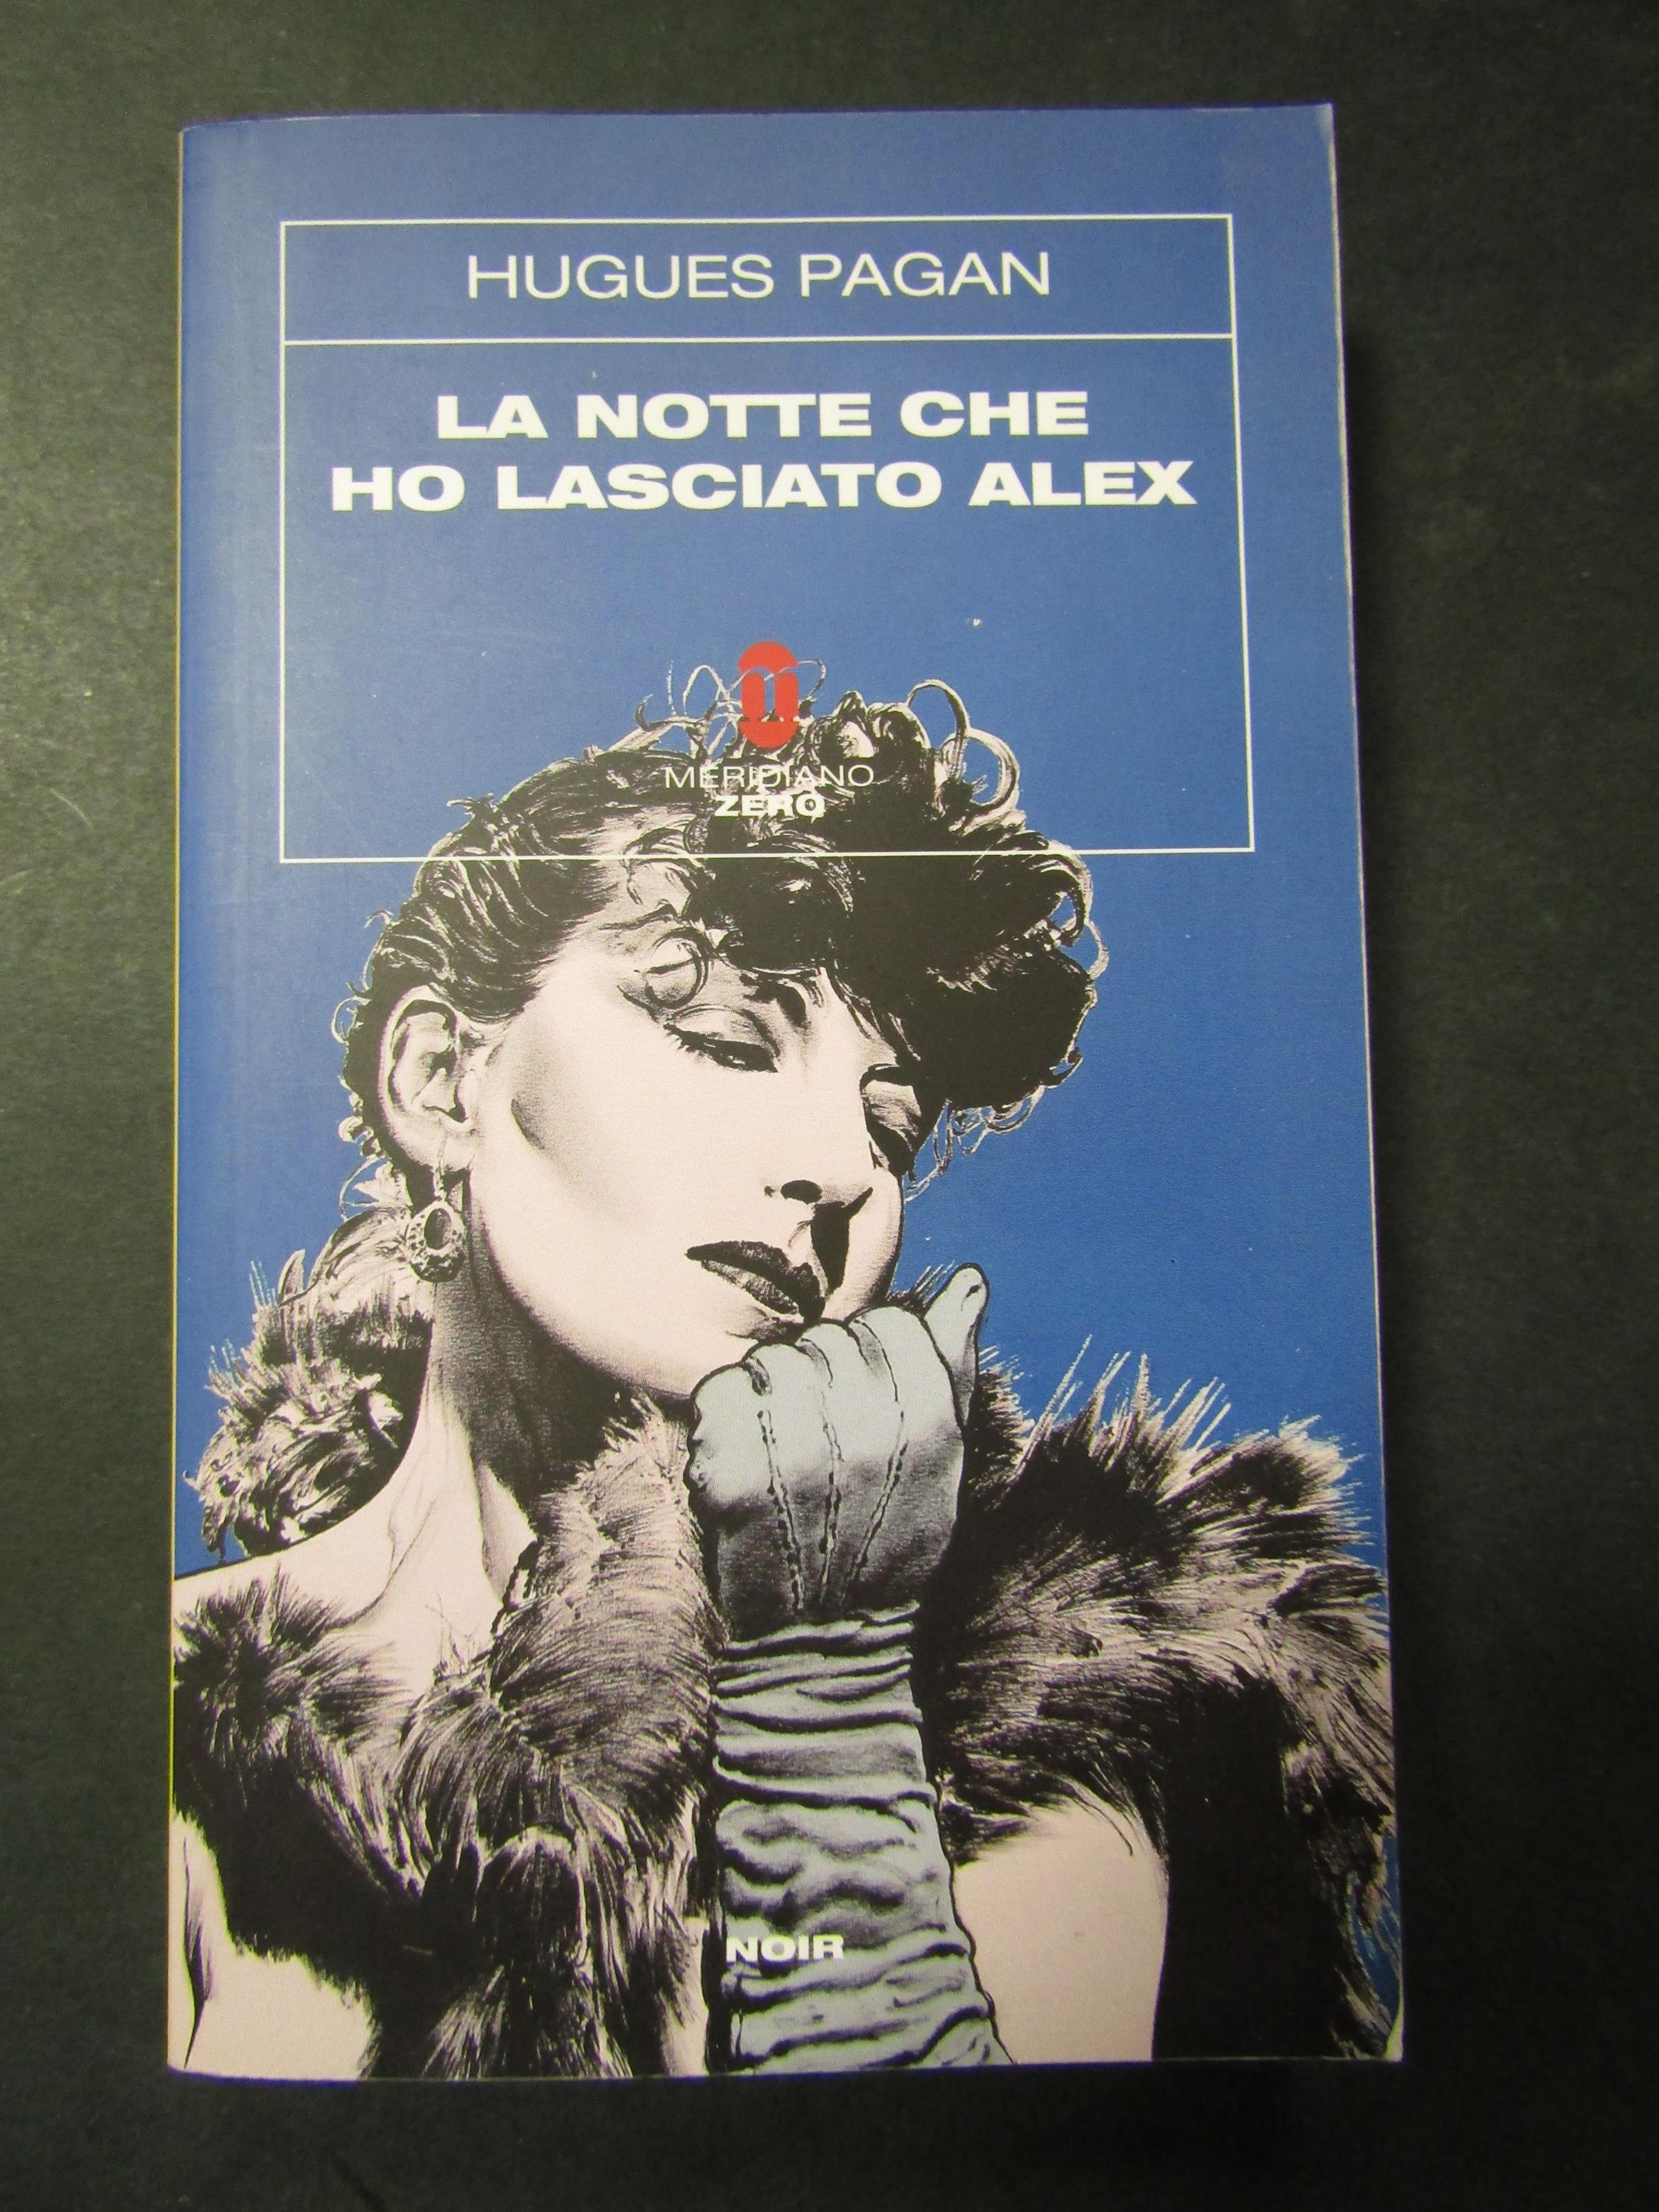 HUGUES PAGAN
LA NOTTE CHE
HO LASCIATO ALEX
MERIDIANO
ZERO
NOIR